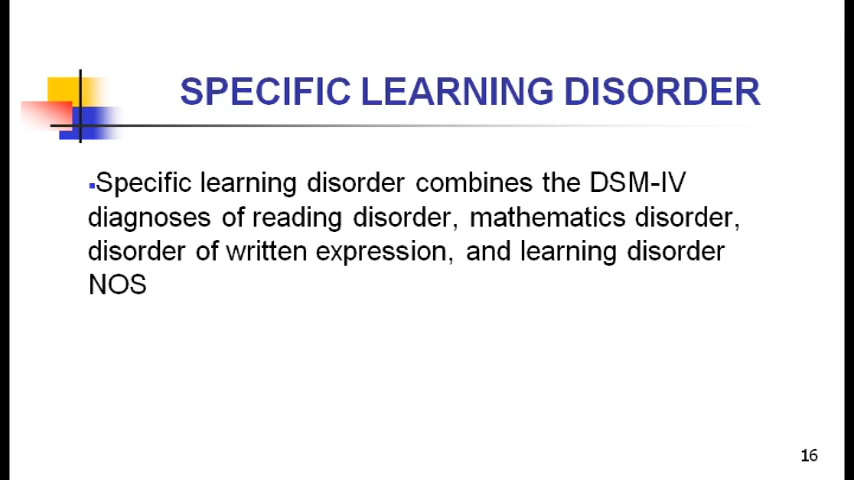 SPECIFIC LEARNING DISORDER
▪Specific learning disorder combines the DSM-IV
diagnoses of reading disorder, mathematics disorder,
disorder of written expression, and learning disorder
NOS
16